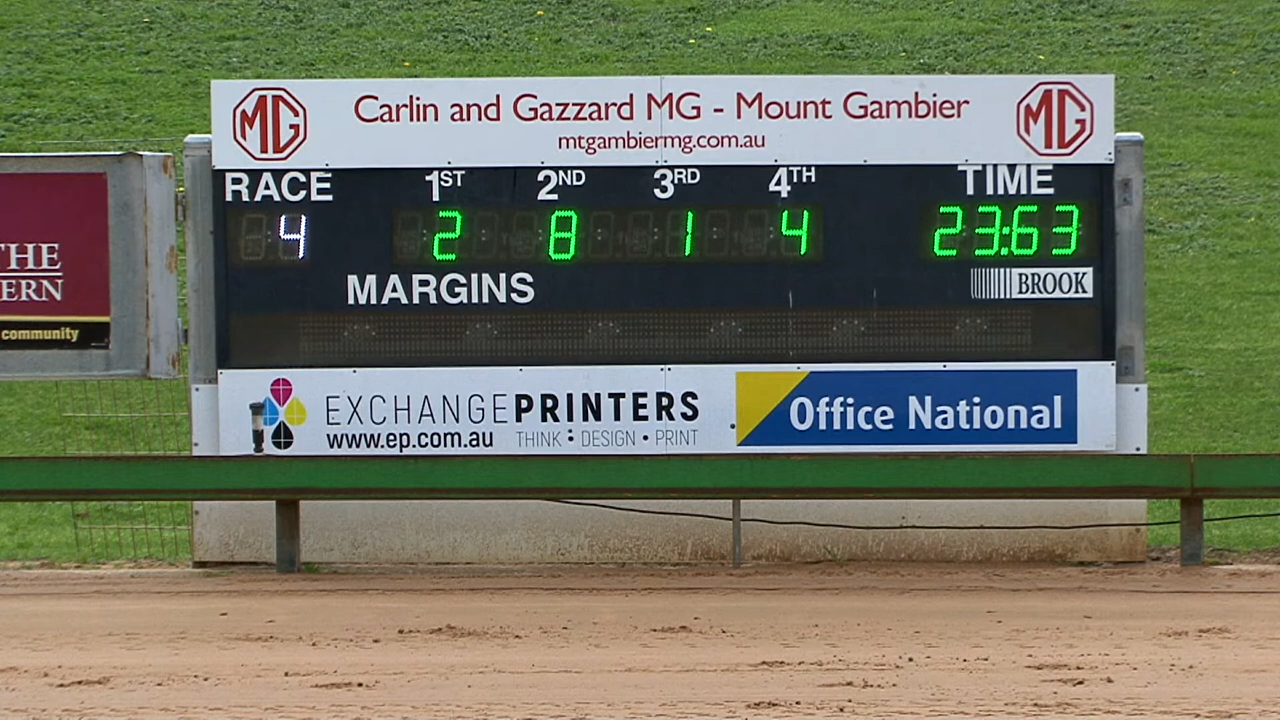 MG Carlin and Gazzard MG - Mount Gambier MG
mtgambiermg.com.au
RACE 1ST 2ND 3RD 4TH TIME
4 2 8 1 4 23:63
MARGINS BROOK
THE
ERN
community
EXCHANGEPRINTERS Office National
www.ep.com.au THINK : DESIGN • PRINT